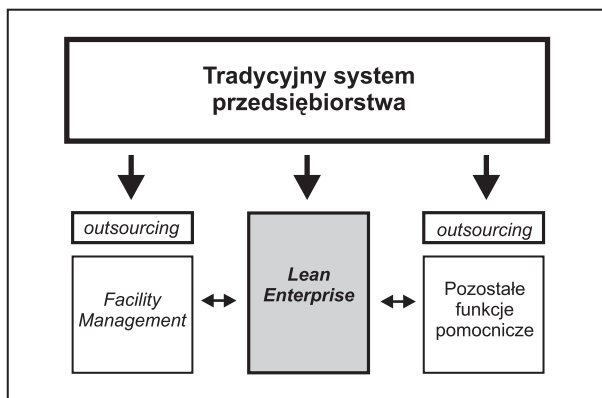 Tradycyjny system
przedsiębiorstwa
outsourcing
outsourcing
Facility
Management
Lean
Enterprise
Pozostałe
funkcje
pomocnicze